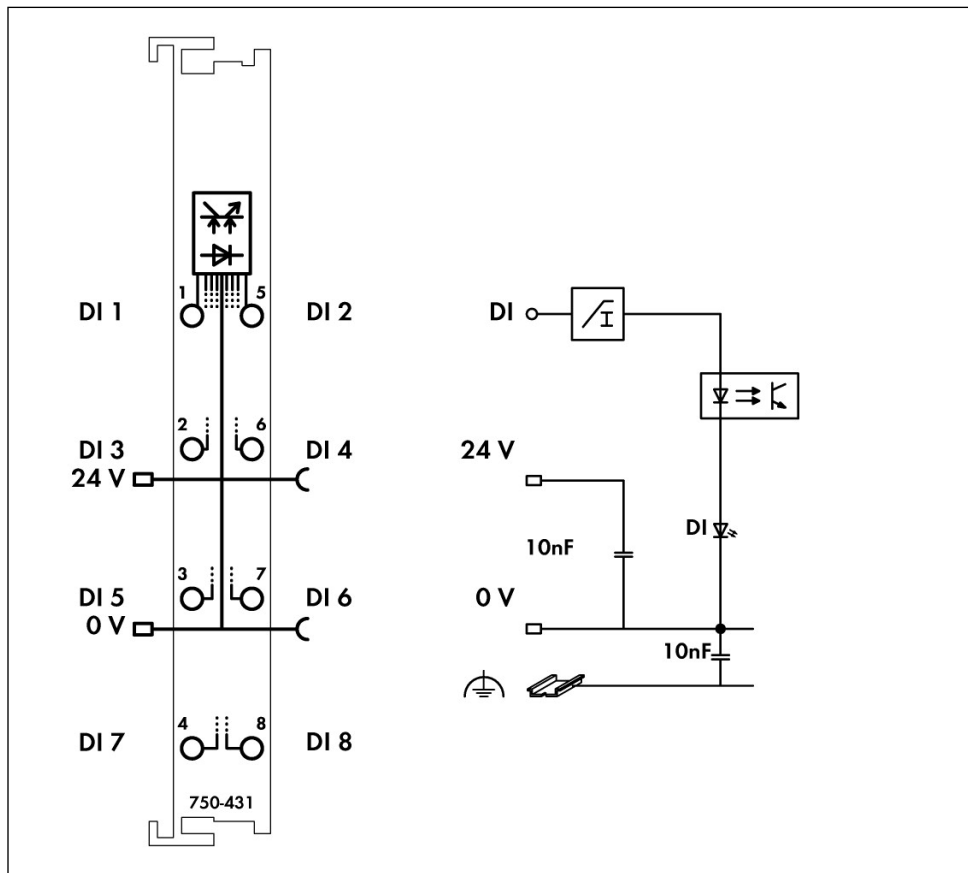 1 5
DI 1 DI 2
2 6
DI 3 DI 4
24 V
3 7
DI 5 DI 6
0 V
4 8
DI 7 DI 8
750-431
DI
24 V
DI
10nF
0 V
10nF